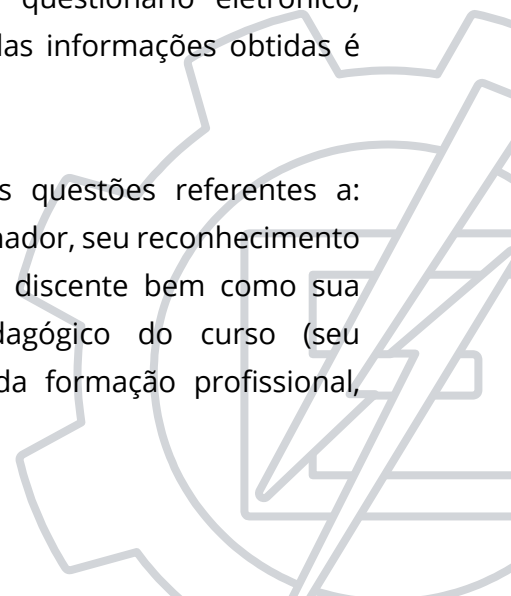 questionário eletrônico,
das informações obtidas é
s questões referentes a:
nador, seu reconhecimento
discente bem como sua
dagógico do curso (seu
da formação profissional,